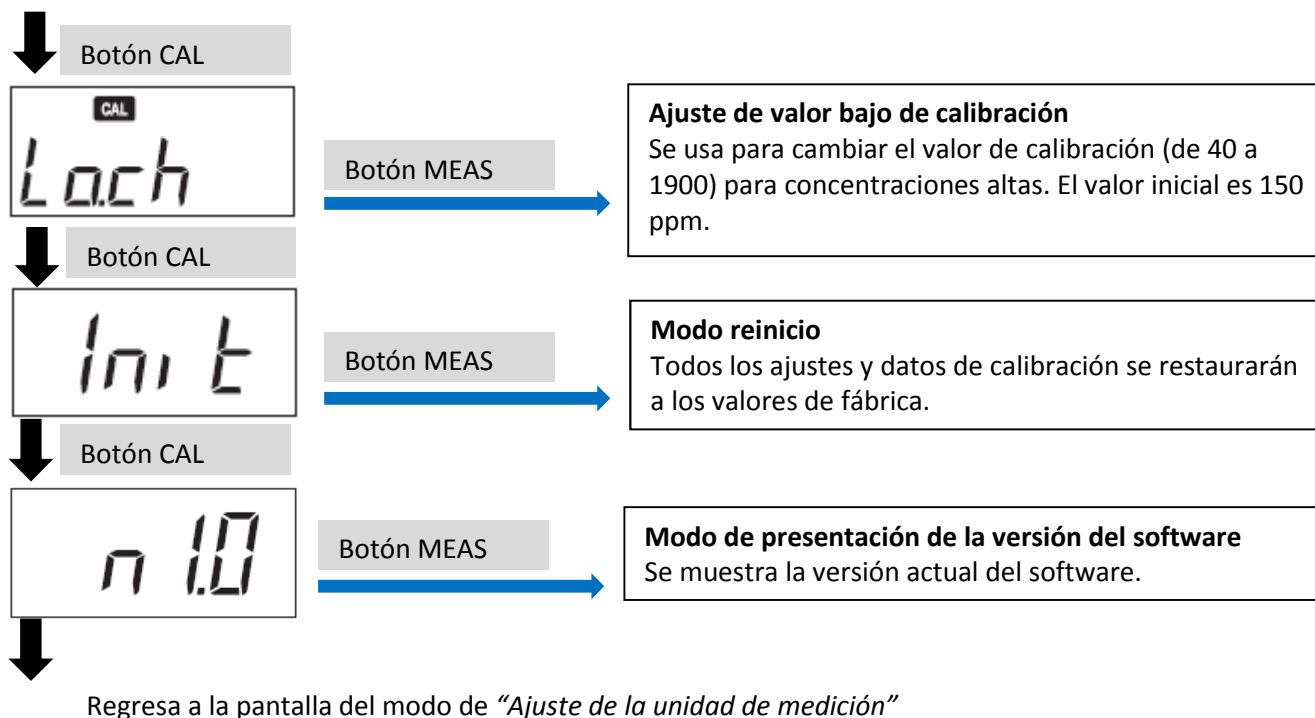 Botón CAL
CAL
Lo.ch
Botón MEAS
Ajuste de valor bajo de calibración
Se usa para cambiar el valor de calibración (de 40 a
1900) para concentraciones altas. El valor inicial es 150
ppm.
Botón CAL
Init
Botón MEAS
Modo reinicio
Todos los ajustes y datos de calibración se restaurarán
a los valores de fábrica.
Botón CAL
n 1.0
Botón MEAS
Modo de presentación de la versión del software
Se muestra la versión actual del software.
Regresa a la pantalla del modo de “Ajuste de la unidad de medición”